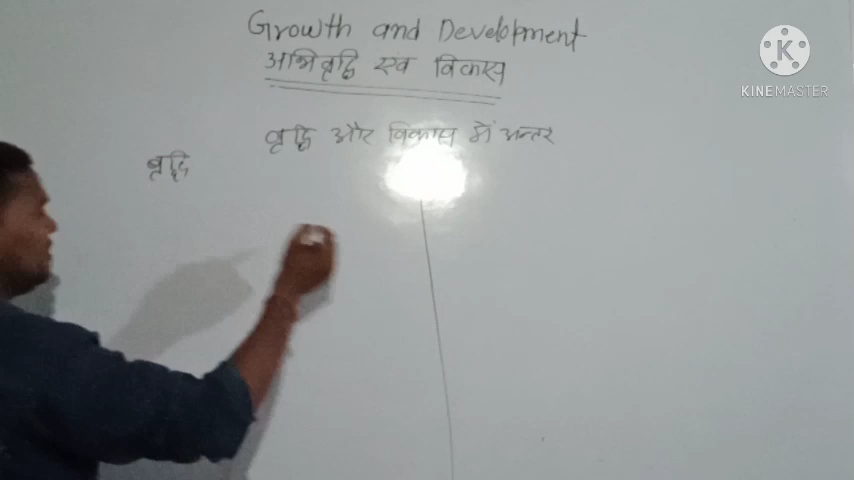 Growth and Development
अभिवृद्धि एवं विकास
वृद्धि और विकास में अन्तर
वृद्धि
KINEMASTER